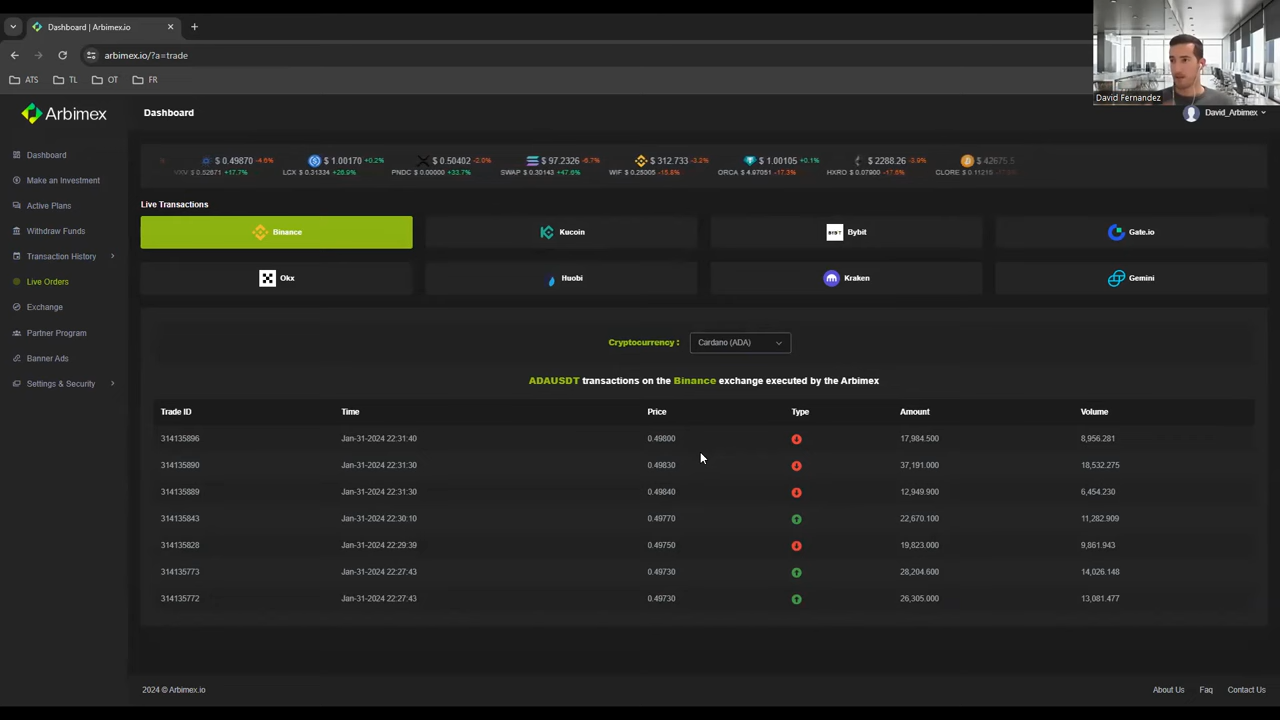 Dashboard | Arbimex.io
arbimex.io/?a=trade
ATS TL OT FR
David Fernandez
Arbimex
Dashboard
David_Arbimex
$ 0.49870 -4.6% $ 1.00170 +0.2% $ 0.50402 -2.0% $ 97.2326 -6.7% $ 312.733 -3.2% $ 1.00105 +0.1% $ 2288.26 -3.9% $ 42675.5
VXV $0.52671 +17.7% LCX $ 0.31334 +26.9% PNDC $ 0.00000 +33.7% SWAP $ 0.30143 +47.6% WIF $ 0.25005 -15.8% ORCA $ 4.97051 -17.3% HXRO $ 0.07900 -17.6% CLORE $ 0.11215
Dashboard
Make an Investment
Active Plans
Withdraw Funds
Transaction History
Live Orders
Exchange
Partner Program
Banner Ads
Settings & Security
Live Transactions
Binance Kucoin Bybit Gate.io
Okx Huobi Kraken Gemini
Cryptocurrency : Cardano (ADA)
ADAUSDT transactions on the Binance exchange executed by the Arbimex
Trade ID Time Price Type Amount Volume
314135896 Jan-31-2024 22:31:40 0.49800 17,984.500 8,956.281
314135890 Jan-31-2024 22:31:30 0.49830 37,191.000 18,532.275
314135889 Jan-31-2024 22:31:30 0.49840 12,949.900 6,454.230
314135843 Jan-31-2024 22:30:10 0.49770 22,670.100 11,282.909
314135828 Jan-31-2024 22:29:39 0.49750 19,823.000 9,861.943
314135773 Jan-31-2024 22:27:43 0.49730 28,204.600 14,026.148
314135772 Jan-31-2024 22:27:43 0.49730 26,305.000 13,081.477
2024 © Arbimex.io
About Us Faq Contact Us